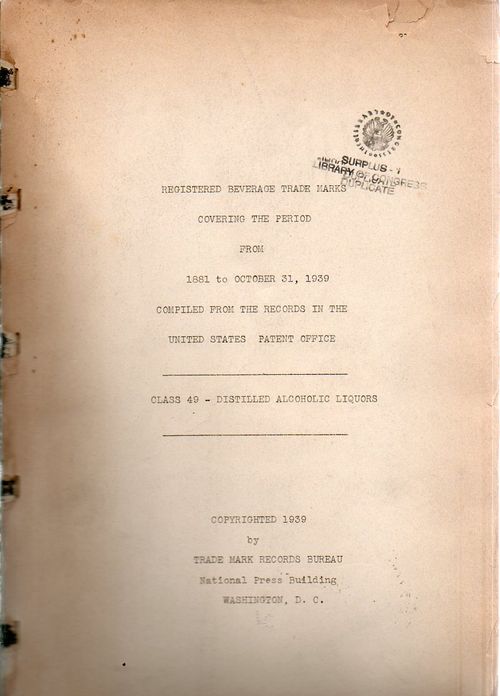 SURPLUS - 1
LIBRARY OF CONGRESS
DUPLICATE
REGISTERED BEVERAGE TRADE MARKS
COVERING THE PERIOD
FROM
1881 to OCTOBER 31, 1939
COMPILED FROM THE RECORDS IN THE
UNITED STATES PATENT OFFICE
CLASS 49 - DISTILLED ALCOHOLIC LIQUORS
COPYRIGHTED 1939
by
TRADE MARK RECORDS BUREAU
National Press Building
WASHINGTON, D. C.